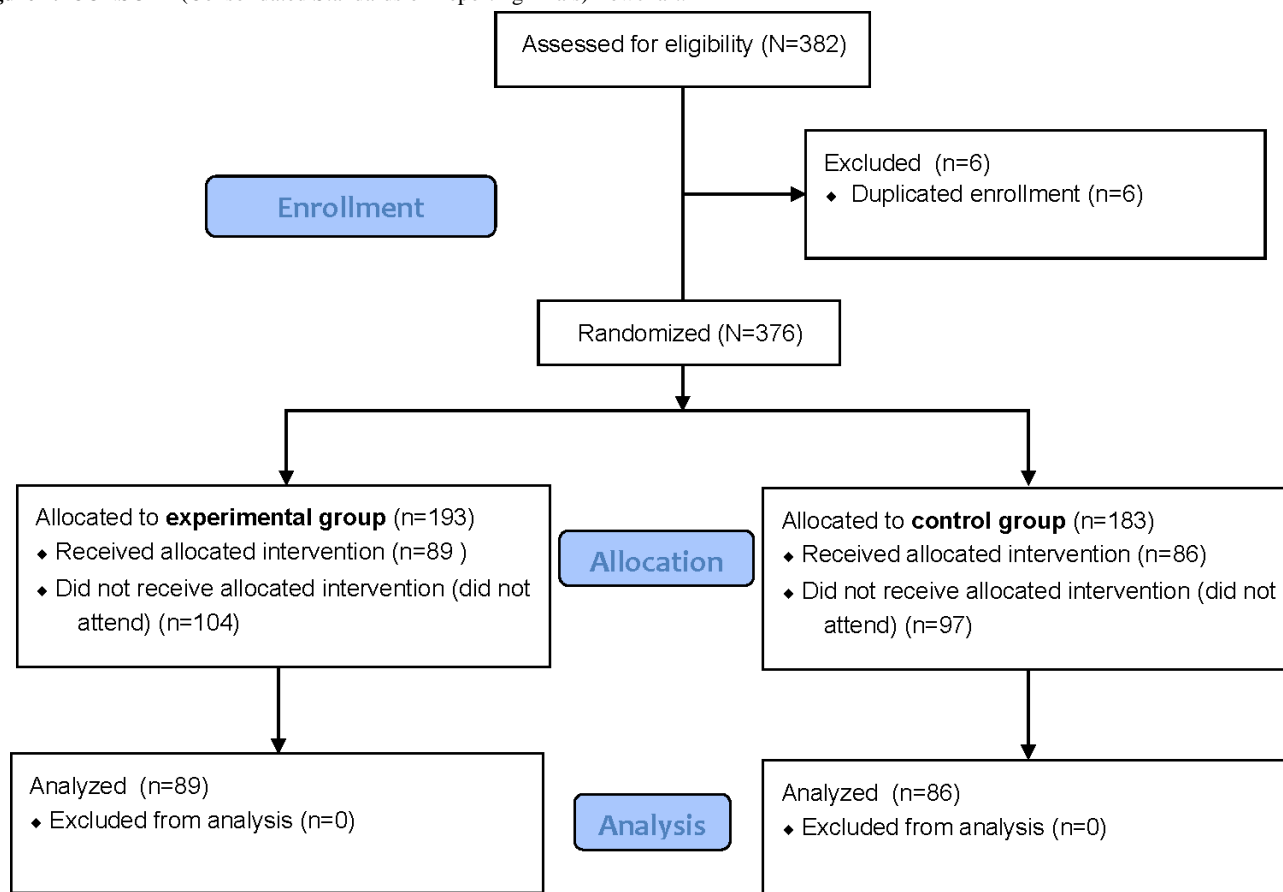 Assessed for eligibility (N=382)
Excluded (n=6)
◆ Duplicated enrollment (n=6)
Enrollment
Randomized (N=376)
Allocated to experimental group (n=193)
◆ Received allocated intervention (n=89 )
◆ Did not receive allocated intervention (did not
attend) (n=104)
Allocation
Allocated to control group (n=183)
◆ Received allocated intervention (n=86)
◆ Did not receive allocated intervention (did not
attend) (n=97)
Analyzed (n=89)
◆ Excluded from analysis (n=0)
Analysis
Analyzed (n=86)
◆ Excluded from analysis (n=0)